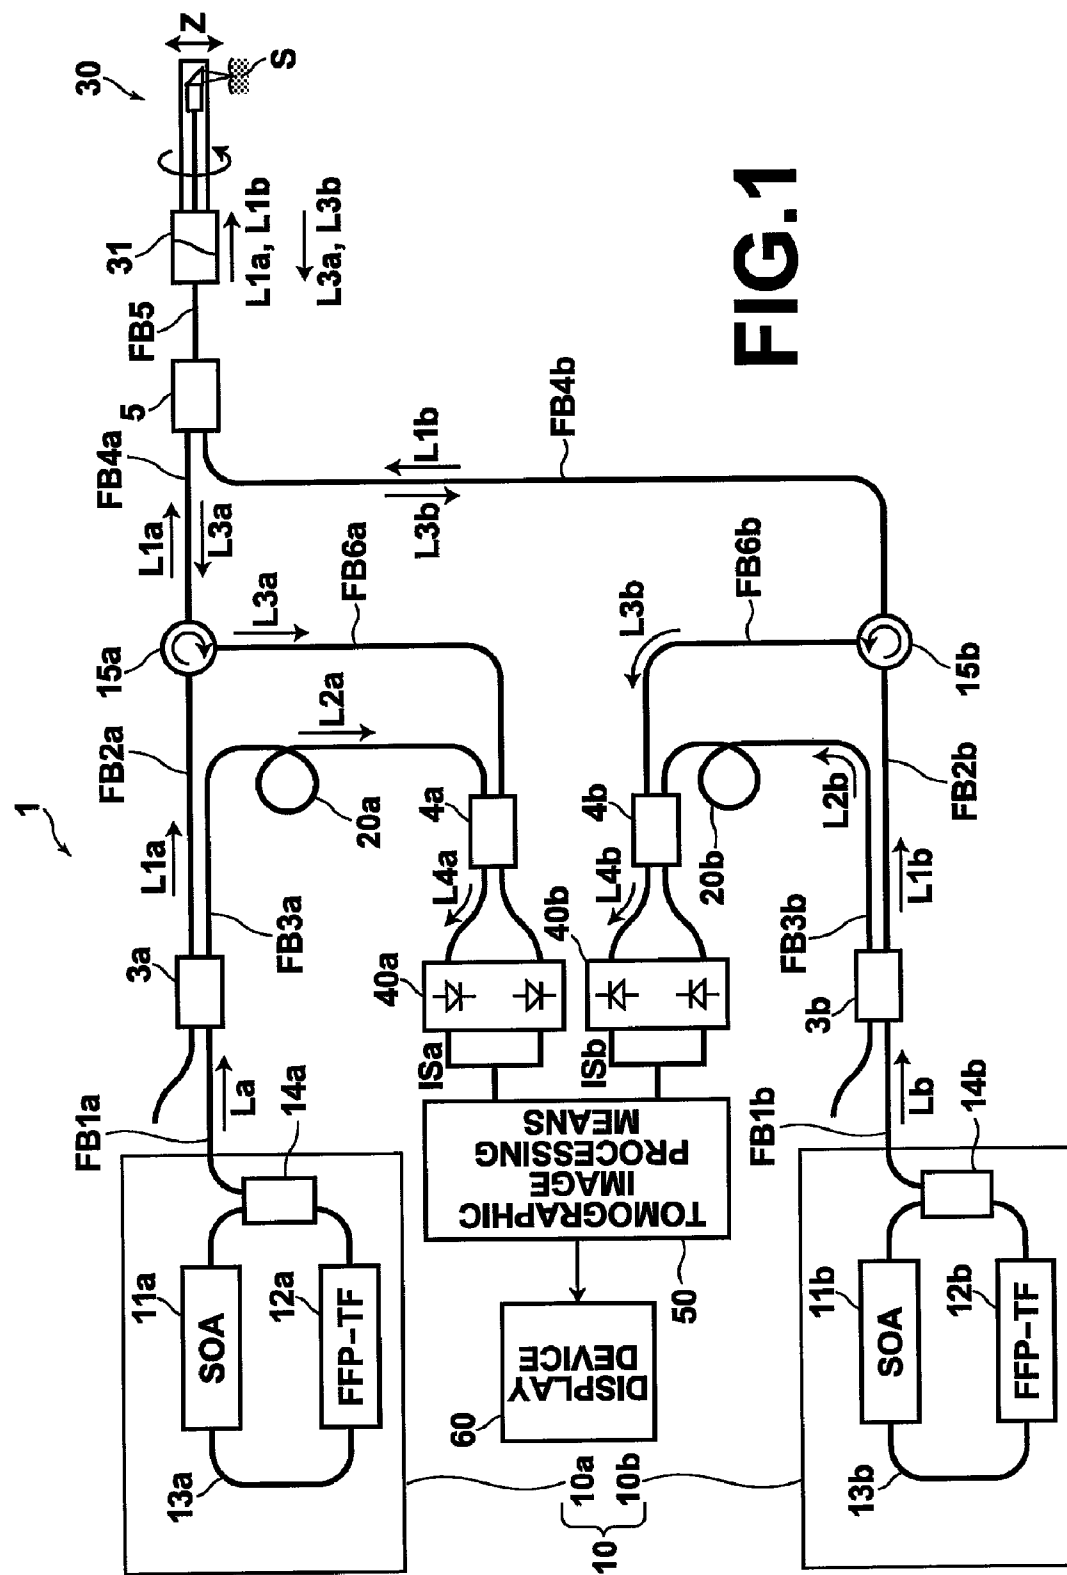 FIG.1
1
FB1a
3a
L1a
FB2a
15a
L1a
FB4a
5
FB5
31
30
Z
S
L3a
L1a, L1b
L3a, L3b
La
FB3a
20a
L2a
L3a
FB6a
L3b
L1b
FB4b
14a
11a
SOA
12a
FFP-TF
13a
ISa
40a
L4a
4a
ISb
40b
L4b
4b
20b
L2b
L3b
FB6b
TOMOGRAPHIC
IMAGE
PROCESSING
MEANS
50
DISPLAY
DEVICE
60
10
10a
10b
FB1b
Lb
14b
3b
FB3b
L1b
FB2b
15b
11b
SOA
12b
FFP-TF
13b